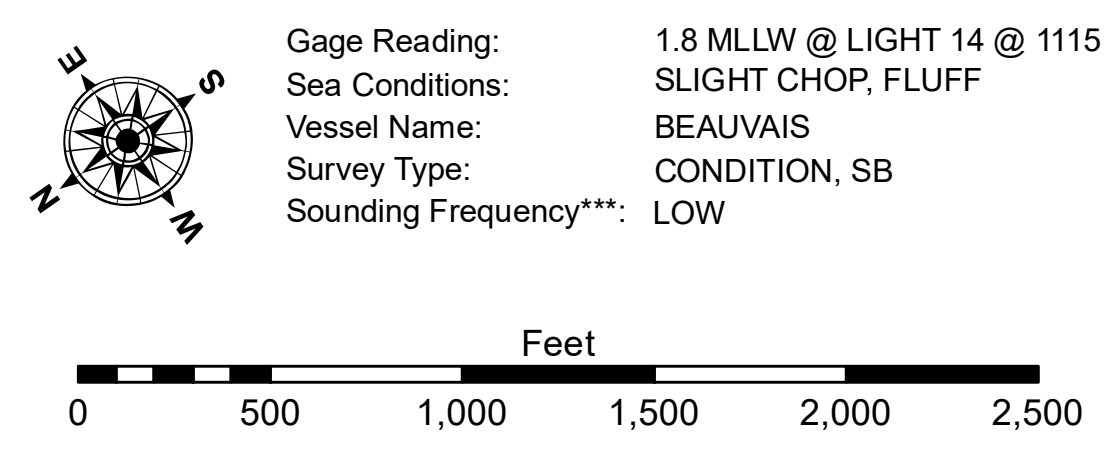 E
S
N
W
Gage Reading: 1.8 MLLW @ LIGHT 14 @ 1115
Sea Conditions: SLIGHT CHOP, FLUFF
Vessel Name: BEAUVAIS
Survey Type: CONDITION, SB
Sounding Frequency***: LOW
Feet
0 500 1,000 1,500 2,000 2,500